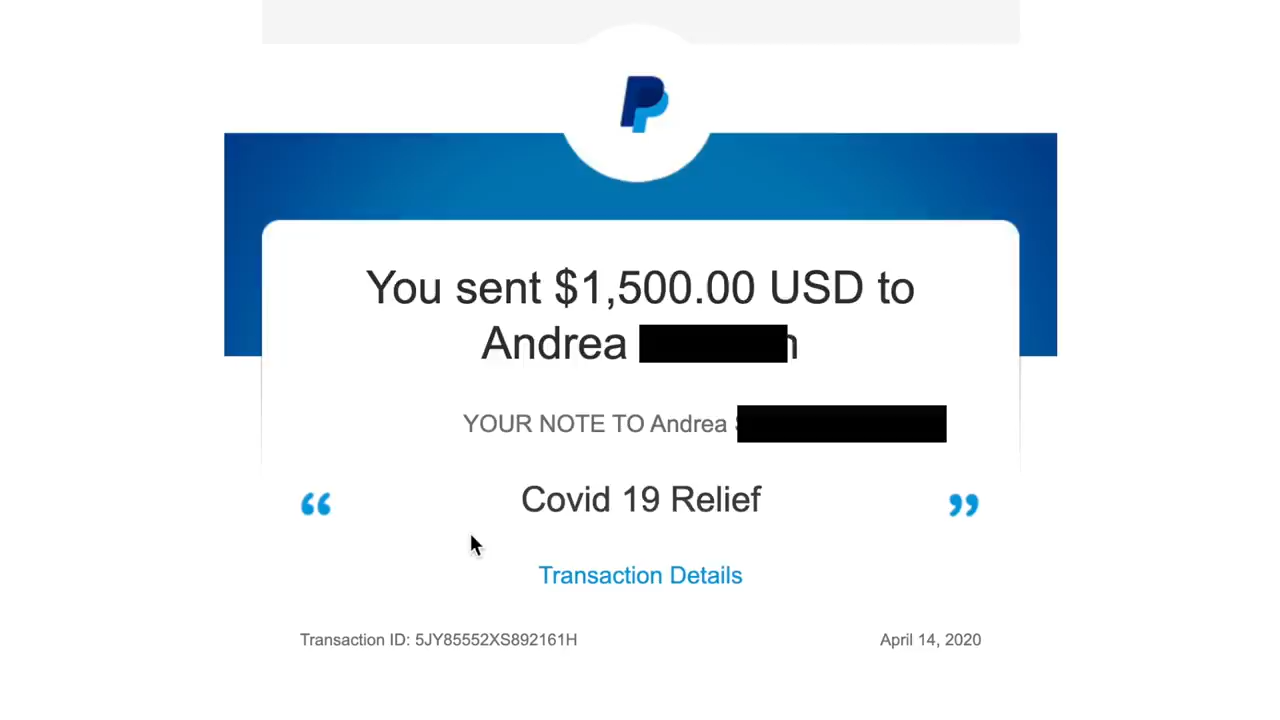 You sent $1,500.00 USD to
Andrea
YOUR NOTE TO Andrea
“ Covid 19 Relief ”
Transaction Details
Transaction ID: 5JY85552XS892161H
April 14, 2020